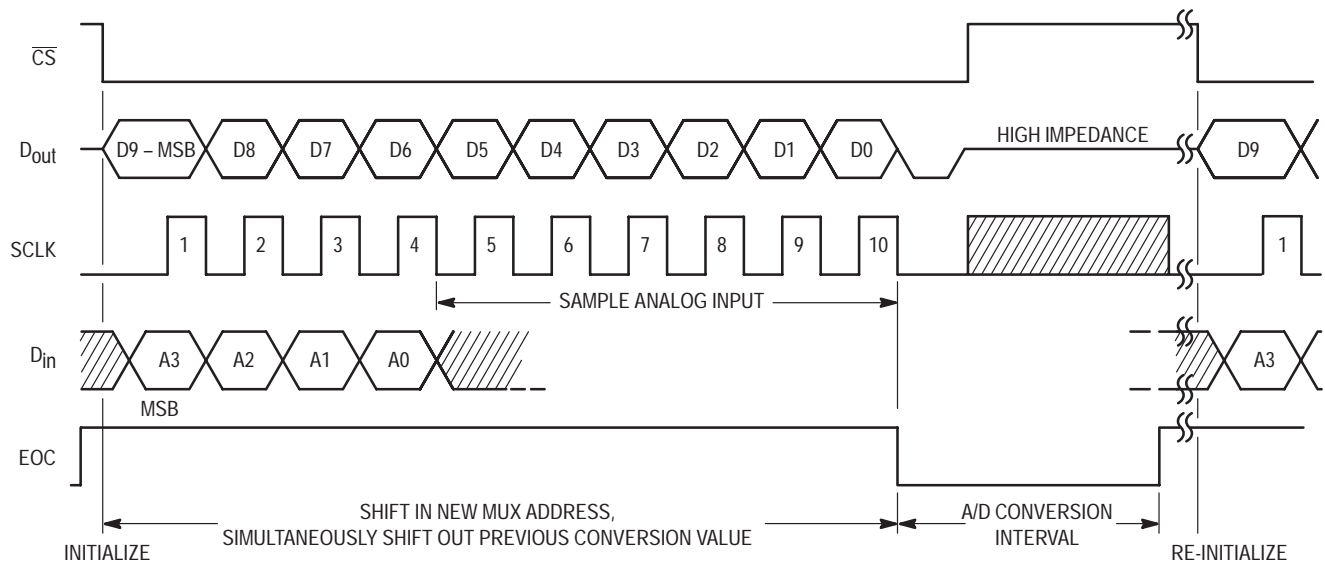 CS
Dout D9 – MSB D8 D7 D6 D5 D4 D3 D2 D1 D0 HIGH IMPEDANCE D9
SCLK 1 2 3 4 5 6 7 8 9 10 1
SAMPLE ANALOG INPUT
Din A3 A2 A1 A0 A3
MSB
EOC
SHIFT IN NEW MUX ADDRESS,
SIMULTANEOUSLY SHIFT OUT PREVIOUS CONVERSION VALUE
A/D CONVERSION
INTERVAL
INITIALIZE
RE-INITIALIZE